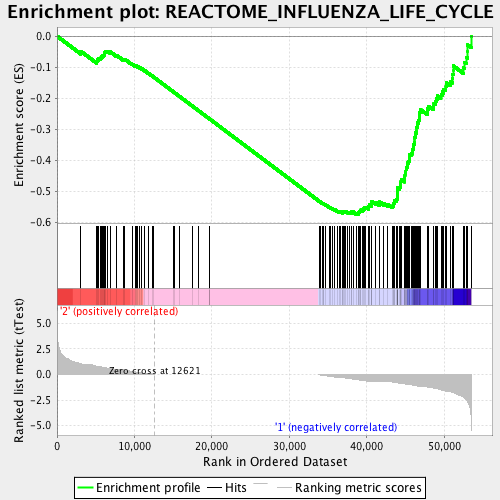 Enrichment plot: REACTOME_INFLUENZA_LIFE_CYCLE
Enrichment score (ES)
0.0
-0.1
-0.2
-0.3
-0.4
-0.5
-0.6
'2' (positively correlated)
Ranked list metric (tTest)
5.0
2.5
0.0
-2.5
-5.0
Zero cross at 12621
'1' (negatively correlated)
0 10,000 20,000 30,000 40,000 50,000
Rank in Ordered Dataset
Enrichment profile Hits Ranking metric scores